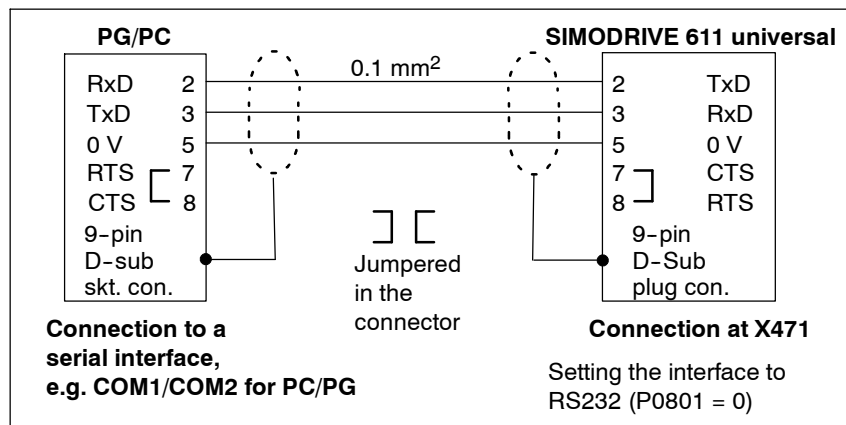 PG/PC
SIMODRIVE 611 universal
0.1 mm²
RxD 2
TxD 3
0 V 5
RTS 7
CTS 8
9-pin
D-sub
skt. con.
2 TxD
3 RxD
5 0 V
7 CTS
8 RTS
9-pin
D-Sub
plug con.
Jumpered
in the
connector
Connection to a
serial interface,
e.g. COM1/COM2 for PC/PG
Connection at X471
Setting the interface to
RS232 (P0801 = 0)